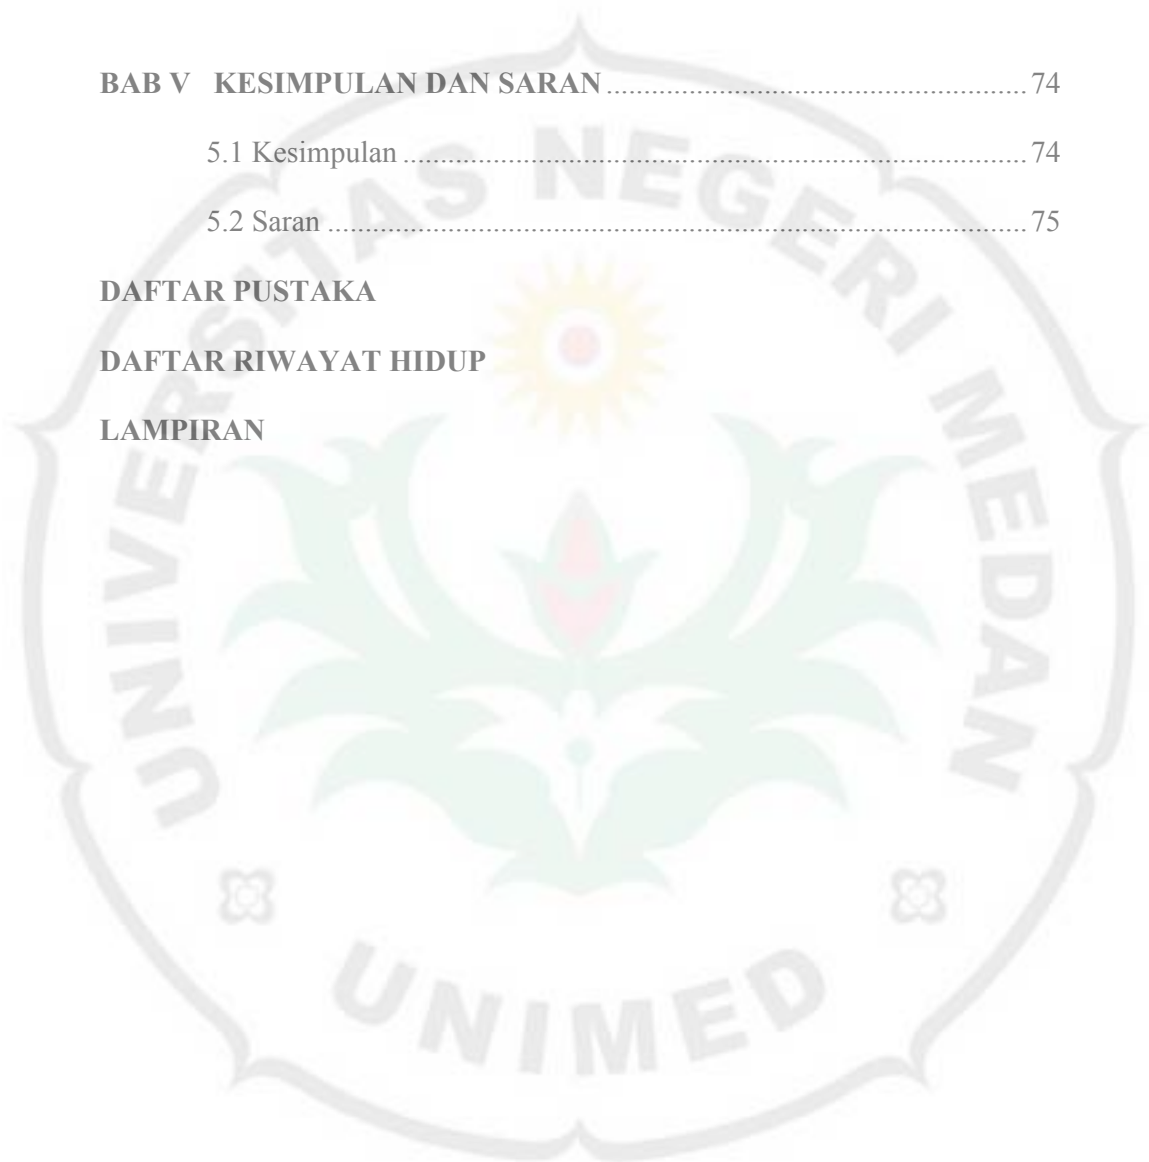 BAB V KESIMPULAN DAN SARAN ........................................................ 74
5.1 Kesimpulan ................................................................................... 74
5.2 Saran ............................................................................................. 75
DAFTAR PUSTAKA
DAFTAR RIWAYAT HIDUP
LAMPIRAN
UNIVERSITAS NEGERI MEDAN
UNIMED